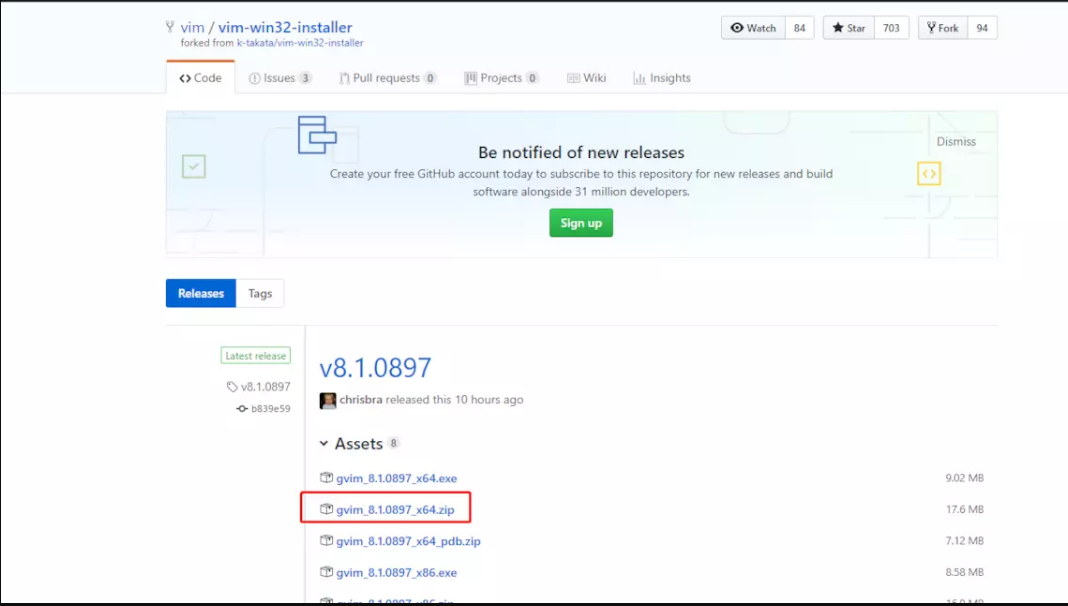 vim / vim-win32-installer
forked from k-takata/vim-win32-installer
Watch 84 Star 703 Fork 94
Code Issues 3 Pull requests 0 Projects 0 Wiki Insights
Be notified of new releases
Dismiss
Create your free GitHub account today to subscribe to this repository for new releases and build
software alongside 31 million developers.
Sign up
Releases Tags
Latest release
v8.1.0897
b839e59
v8.1.0897
chrisbra released this 10 hours ago
Assets 8
gvim_8.1.0897_x64.exe 9.02 MB
gvim_8.1.0897_x64.zip 17.6 MB
gvim_8.1.0897_x64_pdb.zip 7.12 MB
gvim_8.1.0897_x86.exe 8.58 MB
gvim_8.1.0897_x86.zip